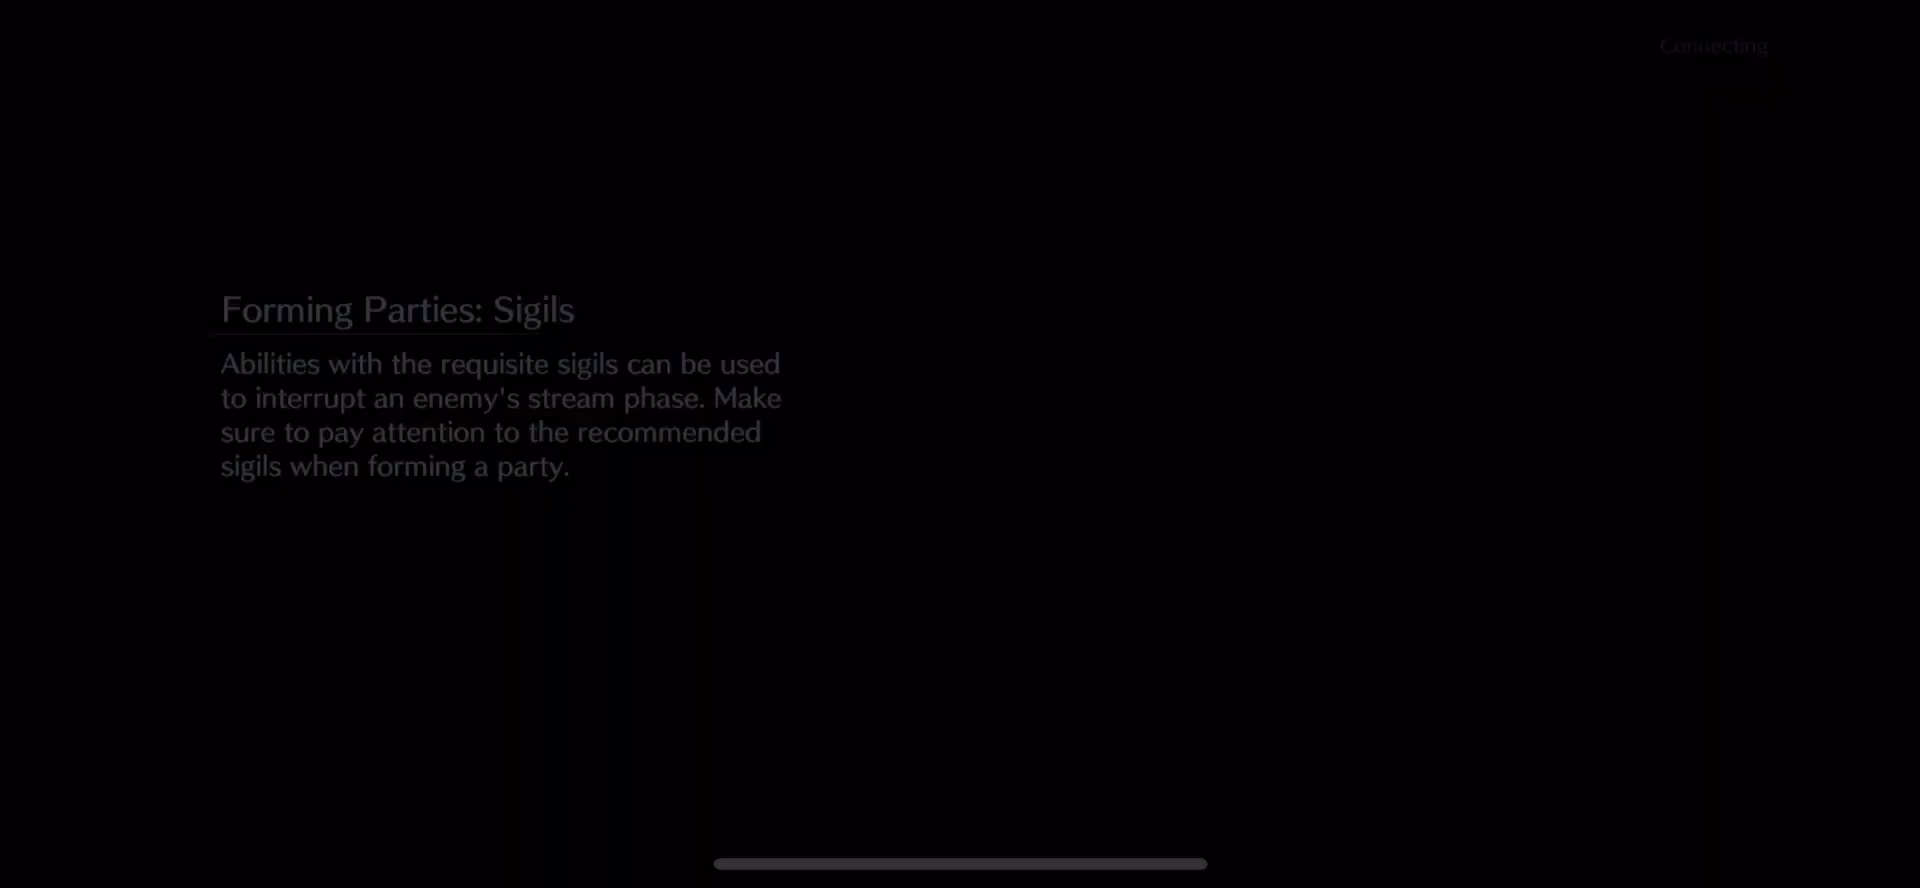 Connecting
Forming Parties: Sigils
Abilities with the requisite sigils can be used
to interrupt an enemy's stream phase. Make
sure to pay attention to the recommended
sigils when forming a party.